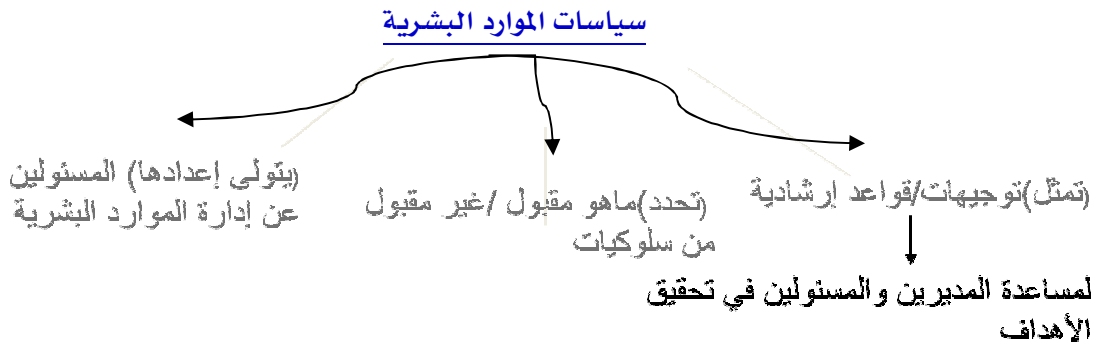 سياسات الموارد البشرية
(تمثل)توجيهات/قواعد إرشادية
لمساعدة المديرين والمسئولين في تحقيق
الأهداف
(تحدد)ماهو مقبول /غير مقبول
من سلوكيات
(يتولى إعدادها) المسئولين
عن إدارة الموارد البشرية